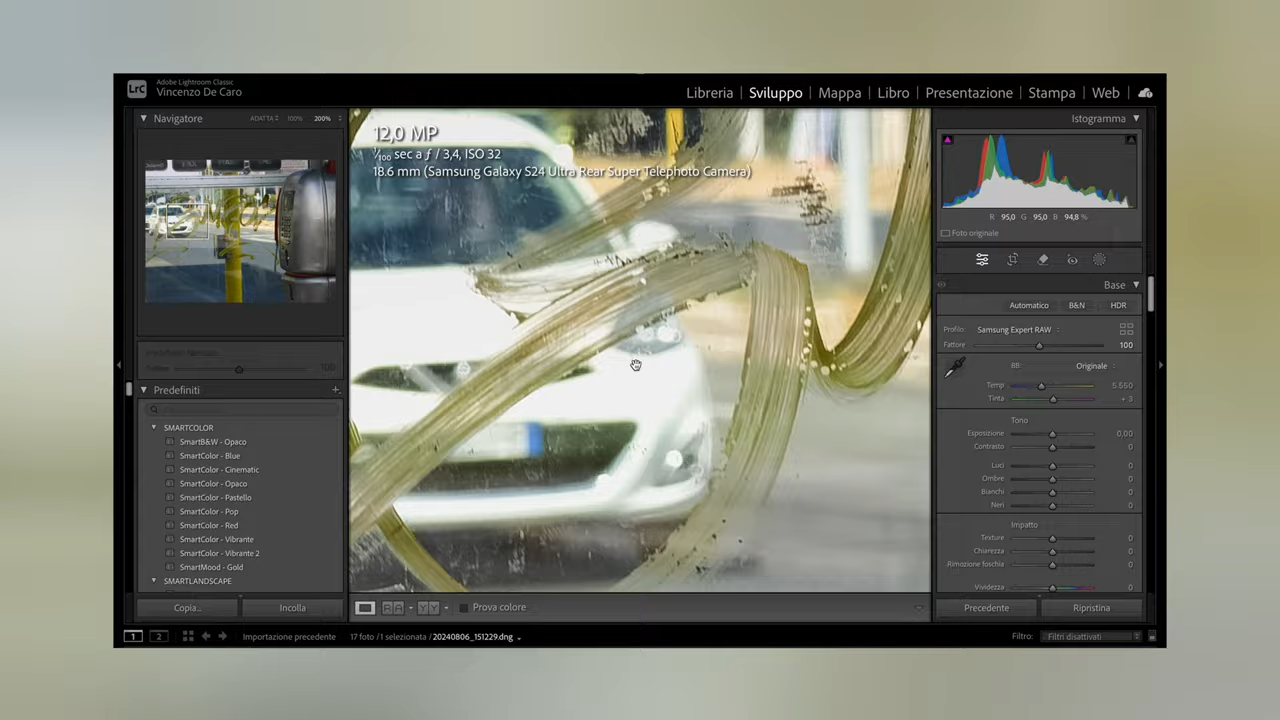 LrC
Adobe Lightroom Classic
Vincenzo De Caro
Libreria | Sviluppo | Mappa | Libro | Presentazione | Stampa | Web
Navigatore
ADATTA 100% 200%
12,0 MP
1/100 sec a ƒ / 3,4, ISO 32
18.6 mm (Samsung Galaxy S24 Ultra Rear Super Telephoto Camera)
Istogramma
R 95,0 G 95,0 B 94,8 %
Foto originale
Base
Automatico B&N HDR
Profilo: Samsung Expert RAW
Fattore 100
BB: Originale
Temp 5.550
Tinta + 3
Tono
Esposizione 0,00
Contrasto 0
Luci 0
Ombre 0
Bianchi 0
Neri 0
Impatto
Texture 0
Chiarezza 0
Rimozione foschia 0
Vividezza 0
Fattore 100
Predefiniti
SMARTCOLOR
SmartB&W - Opaco
SmartColor - Blue
SmartColor - Cinematic
SmartColor - Opaco
SmartColor - Pastello
SmartColor - Pop
SmartColor - Red
SmartColor - Vibrante
SmartColor - Vibrante 2
SmartMood - Gold
SMARTLANDSCAPE
Copia... Incolla
Prova colore
Precedente Ripristina
1 2 Importazione precedente 17 foto /1 selezionata /20240806_151229.dng
Filtro: Filtri disattivati